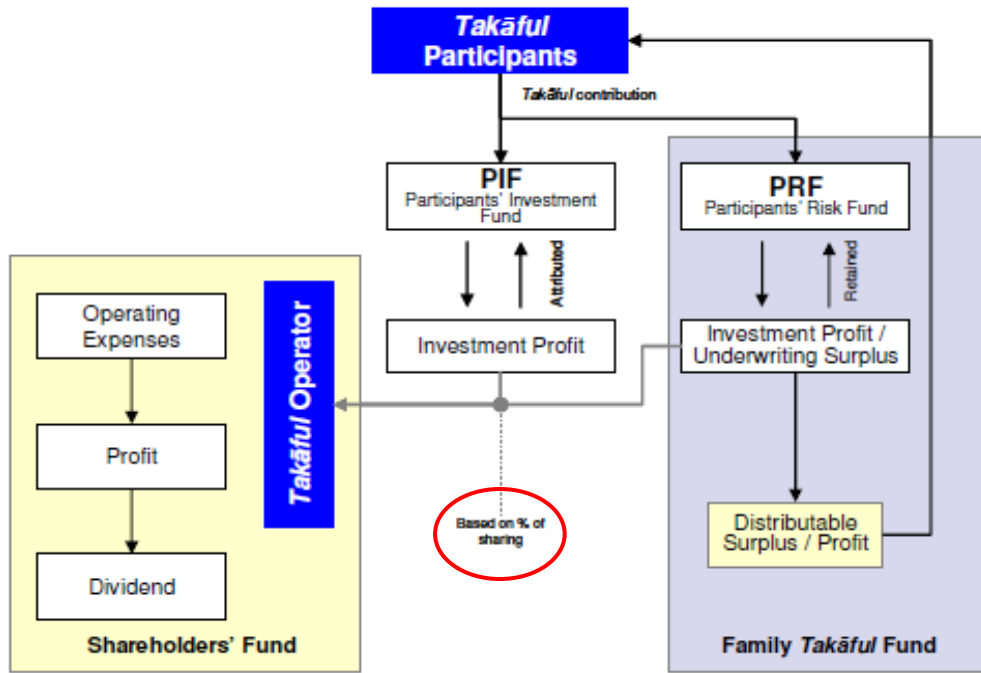 Takāful
Participants
Takāful contribution
PIF
Participants' Investment
Fund
PRF
Participants' Risk Fund
Attributed
Retained
Operating
Expenses
Takāful Operator
Investment Profit
Investment Profit /
Underwriting Surplus
Profit
Based on % of
sharing
Distributable
Surplus / Profit
Dividend
Shareholders' Fund
Family Takāful Fund